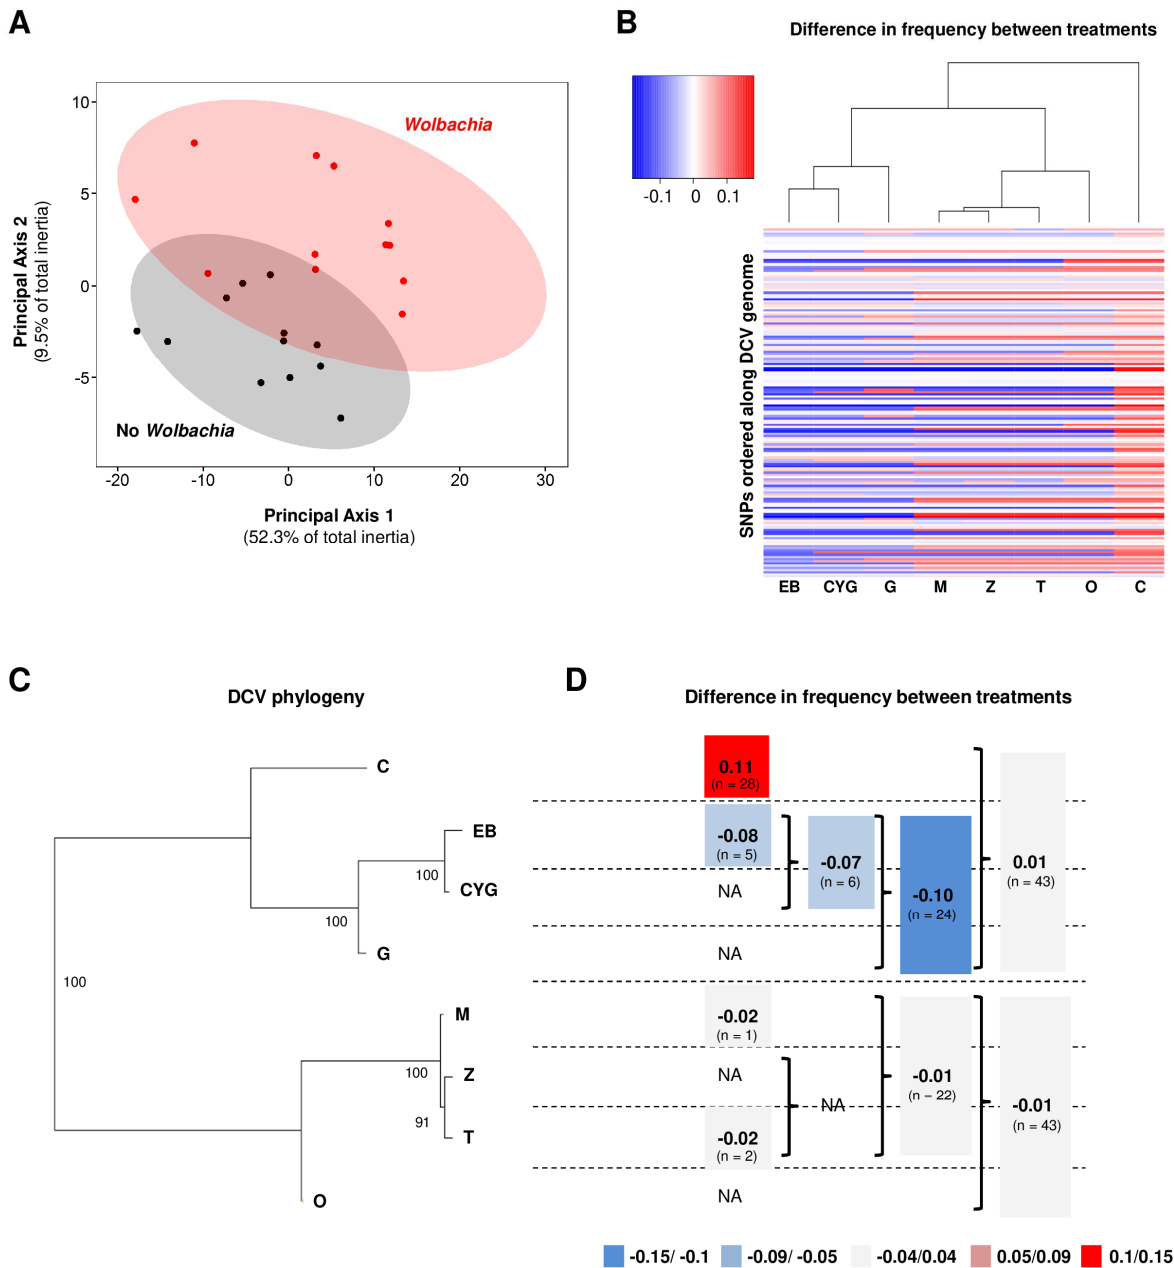 A
Wolbachia
No Wolbachia
10
5
0
-5
-20
-10
0
10
20
30
Principal Axis 2
(9.5% of total inertia)
Principal Axis 1
(52.3% of total inertia)
B
Difference in frequency between treatments
-0.1
0
0.1
SNPs ordered along DCV genome
EB
CYG
G
M
Z
T
O
C
C
DCV phylogeny
C
EB
CYG
G
M
Z
T
O
100
100
100
100
91
D
Difference in frequency between treatments
0.11
(n = 28)
-0.08
(n = 5)
NA
NA
-0.02
(n = 1)
NA
-0.02
(n = 2)
NA
-0.07
(n = 6)
NA
-0.10
(n = 24)
-0.01
(n − 22)
0.01
(n = 43)
-0.01
(n = 43)
-0.15/ -0.1
-0.09/ -0.05
-0.04/0.04
0.05/0.09
0.1/0.15